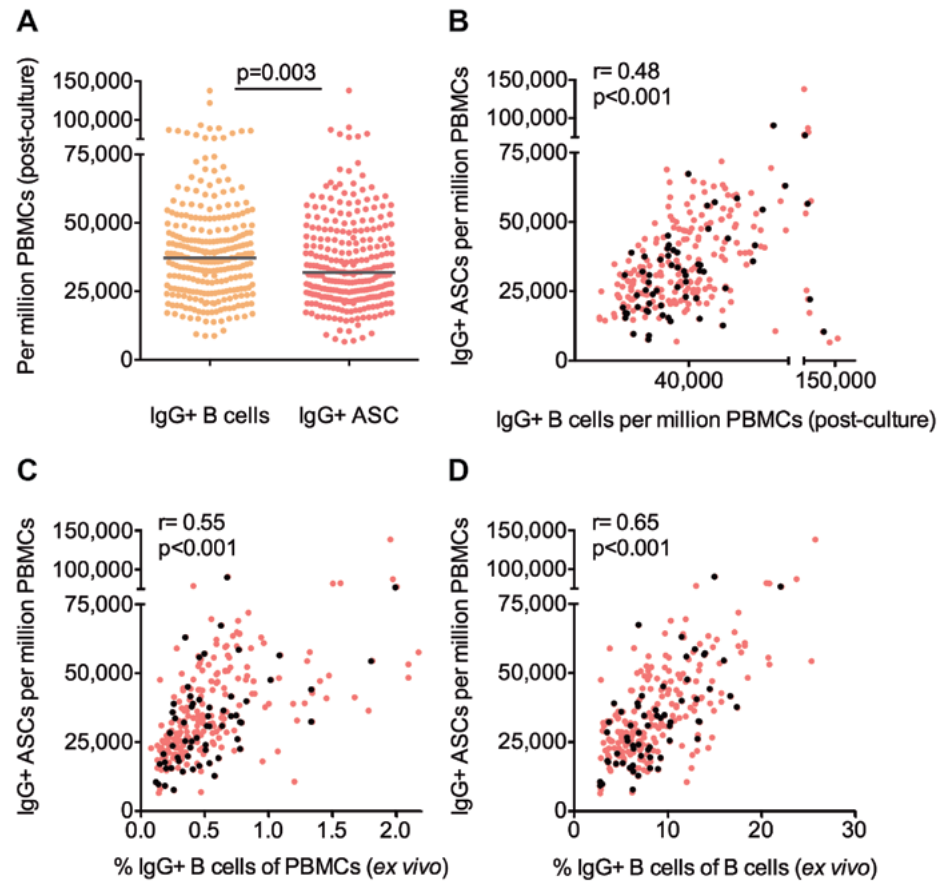 A
Per million PBMCs (post-culture)
p=0.003
150,000
100,000
75,000
50,000
25,000
0
IgG+ B cells
IgG+ ASC
B
IgG+ ASCs per million PBMCs
r= 0.48
p<0.001
150,000
100,000
75,000
50,000
25,000
0
40,000
150,000
IgG+ B cells per million PBMCs (post-culture)
C
IgG+ ASCs per million PBMCs
r= 0.55
p<0.001
150,000
100,000
75,000
50,000
25,000
0
0.0
0.5
1.0
1.5
2.0
% IgG+ B cells of PBMCs (ex vivo)
D
IgG+ ASCs per million PBMCs
r= 0.65
p<0.001
150,000
100,000
75,000
50,000
25,000
0
0
10
20
30
% IgG+ B cells of B cells (ex vivo)